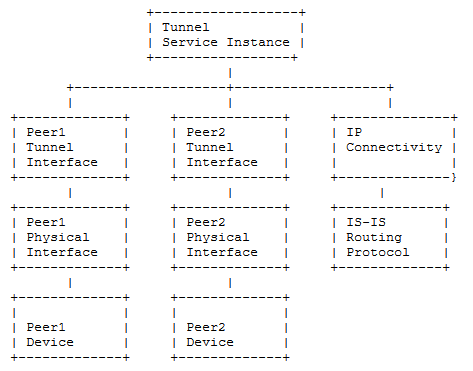 Tunnel
Service Instance
Peer1
Tunnel
Interface
Peer2
Tunnel
Interface
IP
Connectivity
Peer1
Physical
Interface
Peer2
Physical
Interface
IS-IS
Routing
Protocol
Peer1
Device
Peer2
Device